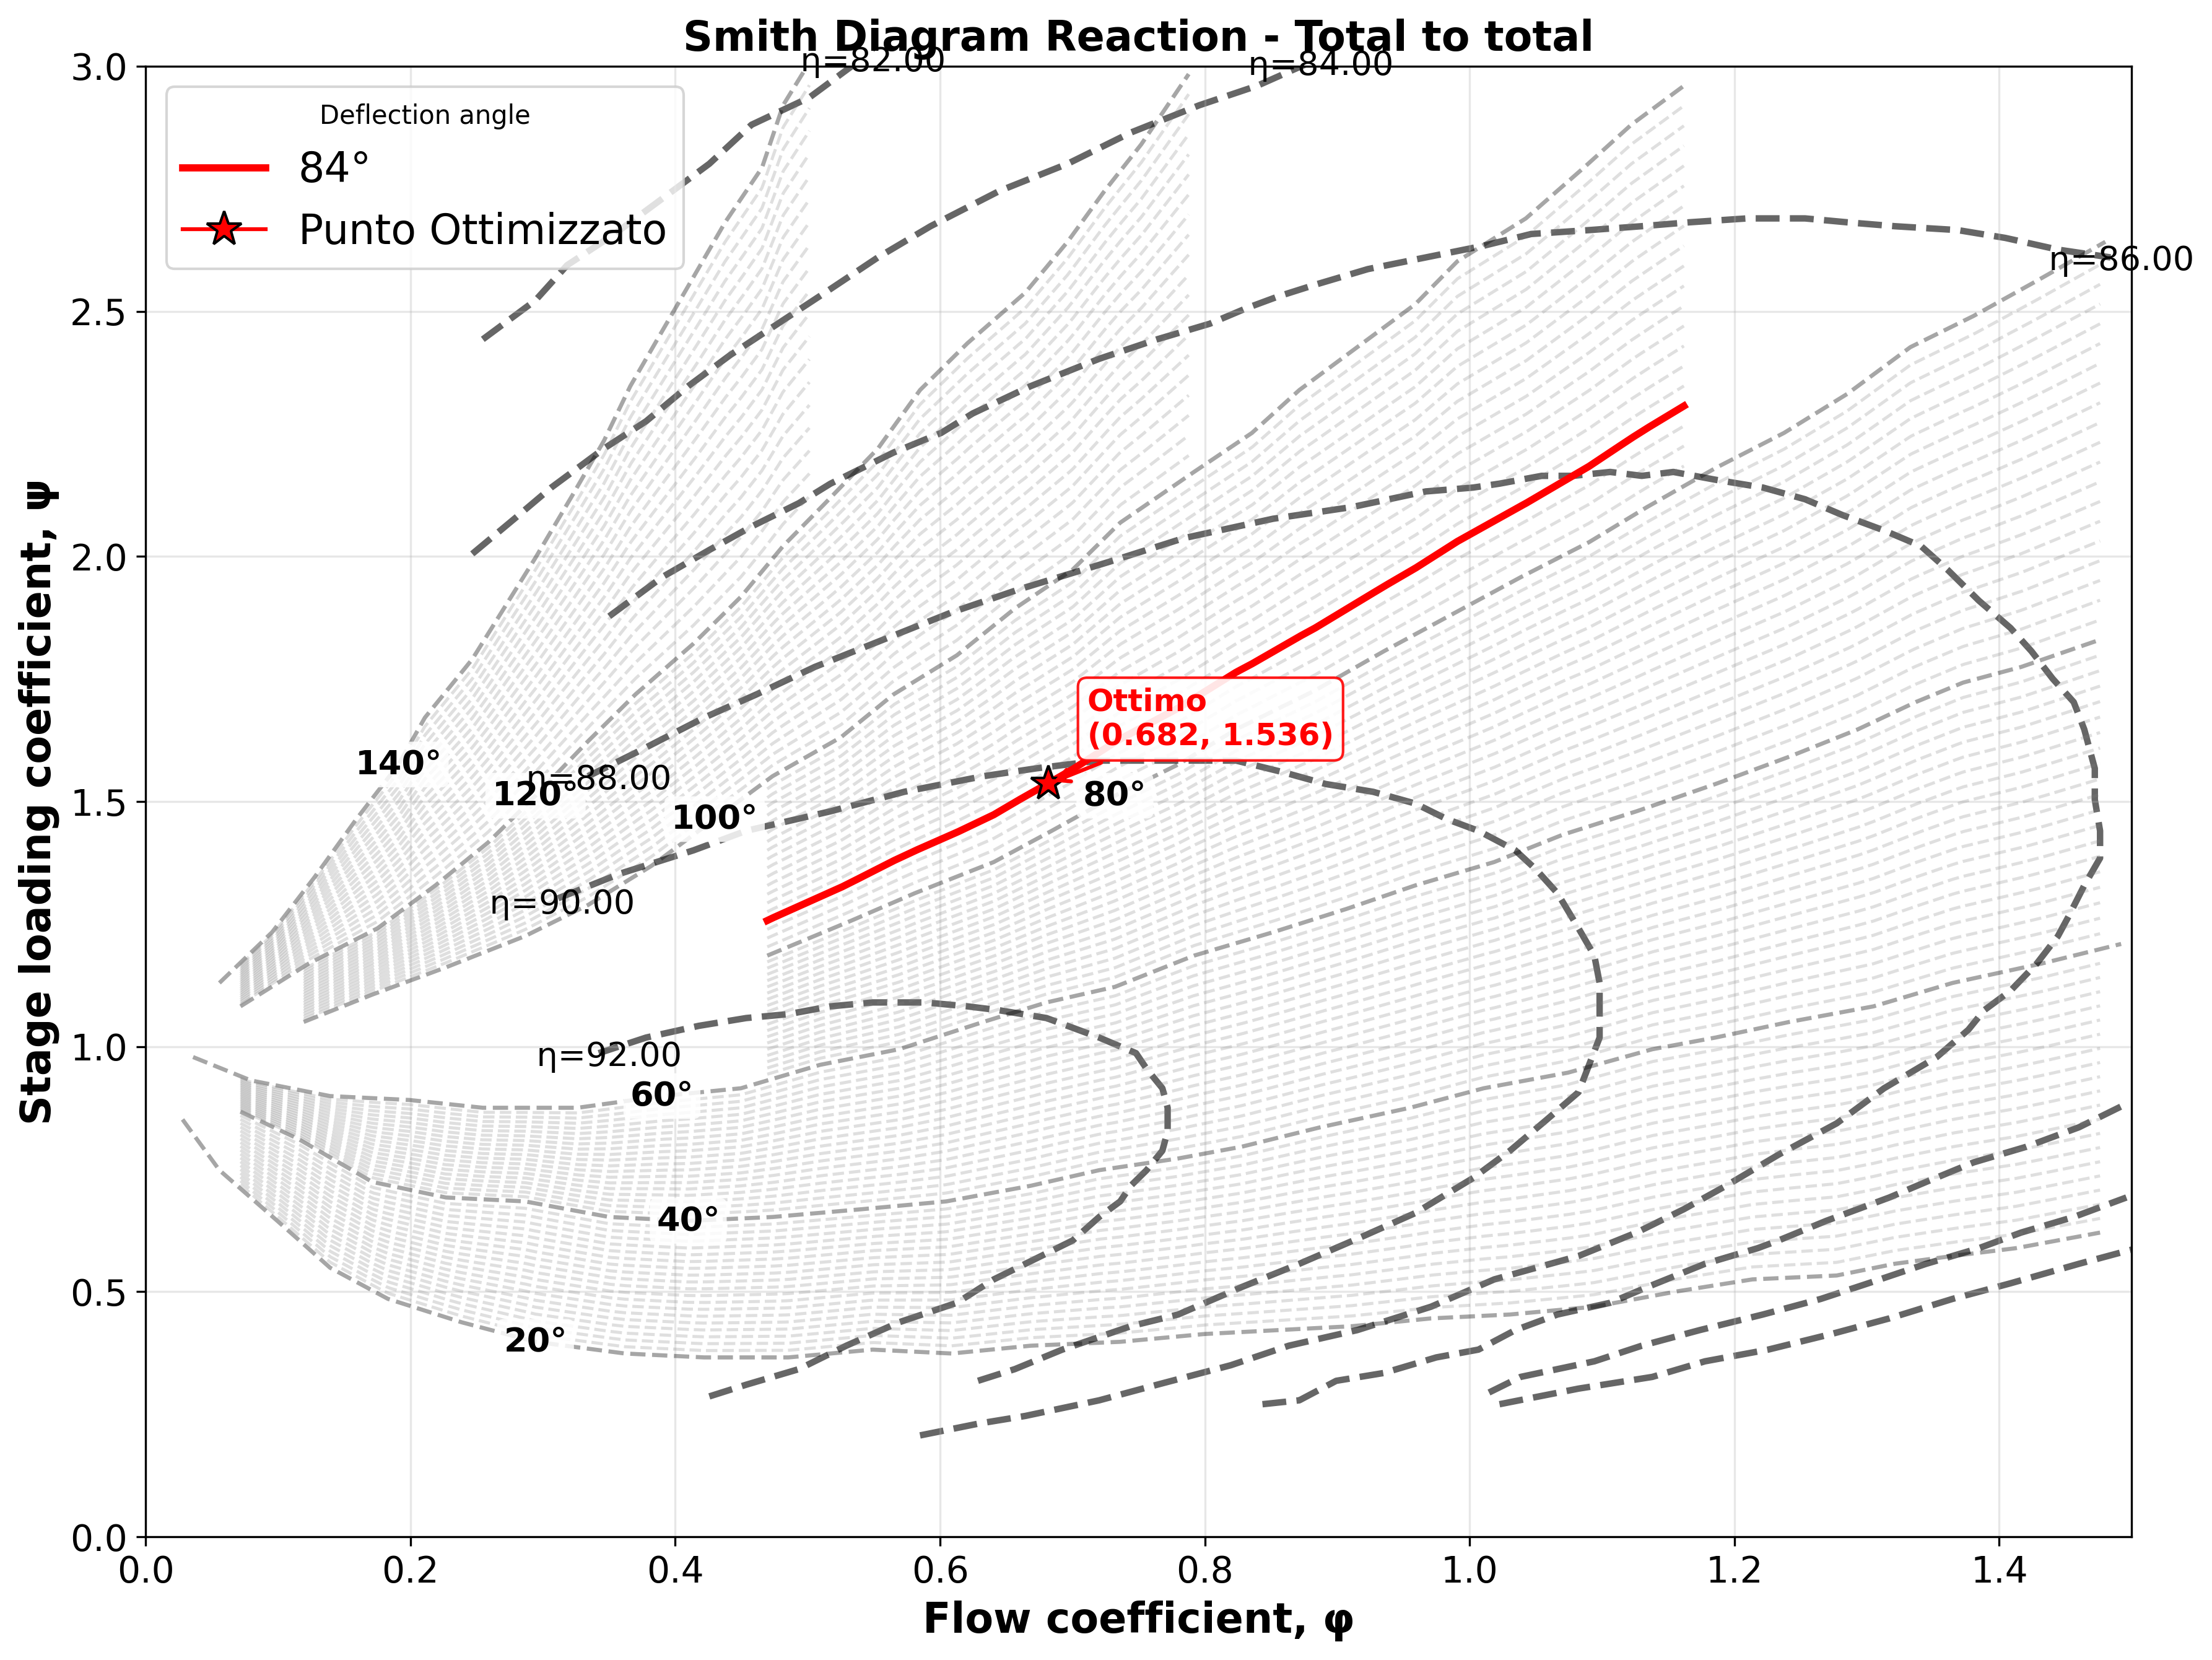 Smith Diagram Reaction - Total to total
η=82.00
η=84.00
3.0
Deflection angle
84°
Punto Ottimizzato
η=86.00
2.5
2.0
Stage loading coefficient, ψ
Ottimo
(0.682, 1.536)
140°
η=88.00
120°
80°
1.5
100°
η=90.00
1.0
η=92.00
60°
40°
0.5
20°
0.0
0.0 0.2 0.4 0.6 0.8 1.0 1.2 1.4
Flow coefficient, φ